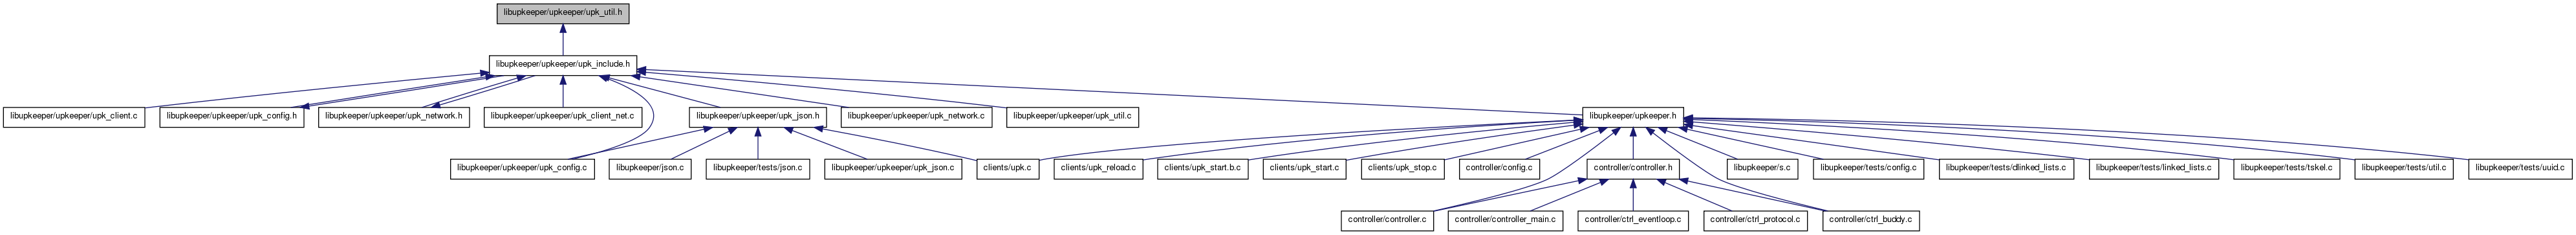 libupkeeper/upkeeper/upk_util.h
libupkeeper/upkeeper/upk_include.h
libupkeeper/upkeeper/upk_client.c
libupkeeper/upkeeper/upk_config.h
libupkeeper/upkeeper/upk_network.h
libupkeeper/upkeeper/upk_client_net.c
libupkeeper/upkeeper/upk_json.h
libupkeeper/upkeeper/upk_network.c
libupkeeper/upkeeper/upk_util.c
libupkeeper/upkeeper.h
libupkeeper/upkeeper/upk_config.c
libupkeeper/json.c
libupkeeper/tests/json.c
libupkeeper/upkeeper/upk_json.c
clients/upk.c
clients/upk_reload.c
clients/upk_start.b.c
clients/upk_start.c
clients/upk_stop.c
controller/config.c
controller/controller.h
libupkeeper/s.c
libupkeeper/tests/config.c
libupkeeper/tests/dlinked_lists.c
libupkeeper/tests/linked_lists.c
libupkeeper/tests/tskel.c
libupkeeper/tests/util.c
libupkeeper/tests/uuid.c
controller/controller.c
controller/controller_main.c
controller/ctrl_eventloop.c
controller/ctrl_protocol.c
controller/ctrl_buddy.c